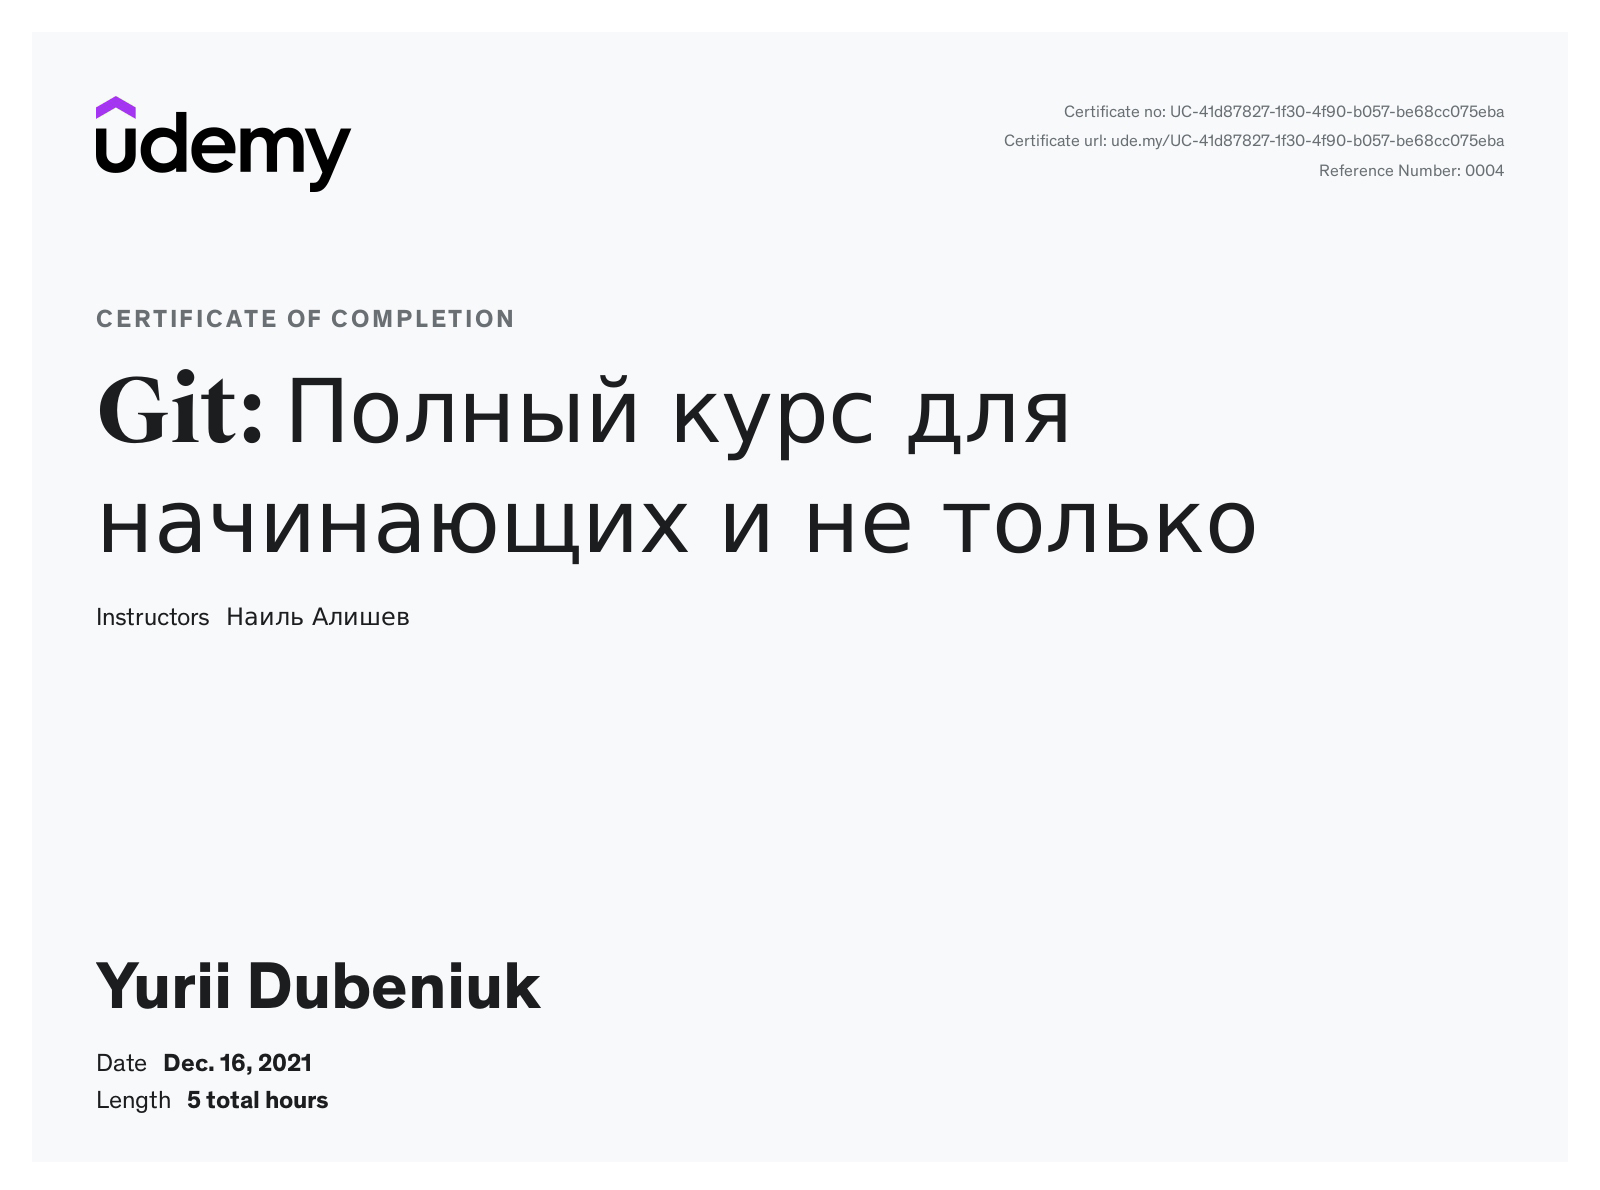 udemy
Certificate no: UC-41d87827-1f30-4f90-b057-be68cc075eba
Certificate url: ude.my/UC-41d87827-1f30-4f90-b057-be68cc075eba
Reference Number: 0004
CERTIFICATE OF COMPLETION
Git: Полный курс для
начинающих и не только
Instructors Наиль Алишев
Yurii Dubeniuk
Date Dec. 16, 2021
Length 5 total hours